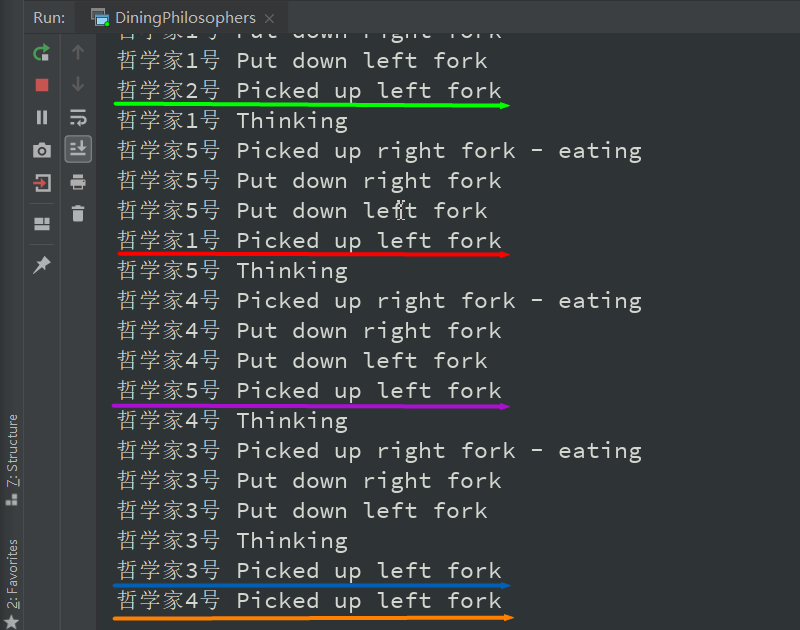 Run: DiningPhilosophers
哲学家1号 Put down right fork
哲学家1号 Put down left fork
哲学家2号 Picked up left fork
哲学家1号 Thinking
哲学家5号 Picked up right fork - eating
哲学家5号 Put down right fork
哲学家5号 Put down left fork
哲学家1号 Picked up left fork
哲学家5号 Thinking
哲学家4号 Picked up right fork - eating
哲学家4号 Put down right fork
哲学家4号 Put down left fork
哲学家5号 Picked up left fork
哲学家4号 Thinking
哲学家3号 Picked up right fork - eating
哲学家3号 Put down right fork
哲学家3号 Put down left fork
哲学家3号 Thinking
哲学家3号 Picked up left fork
哲学家4号 Picked up left fork
7: Structure
2: Favorites